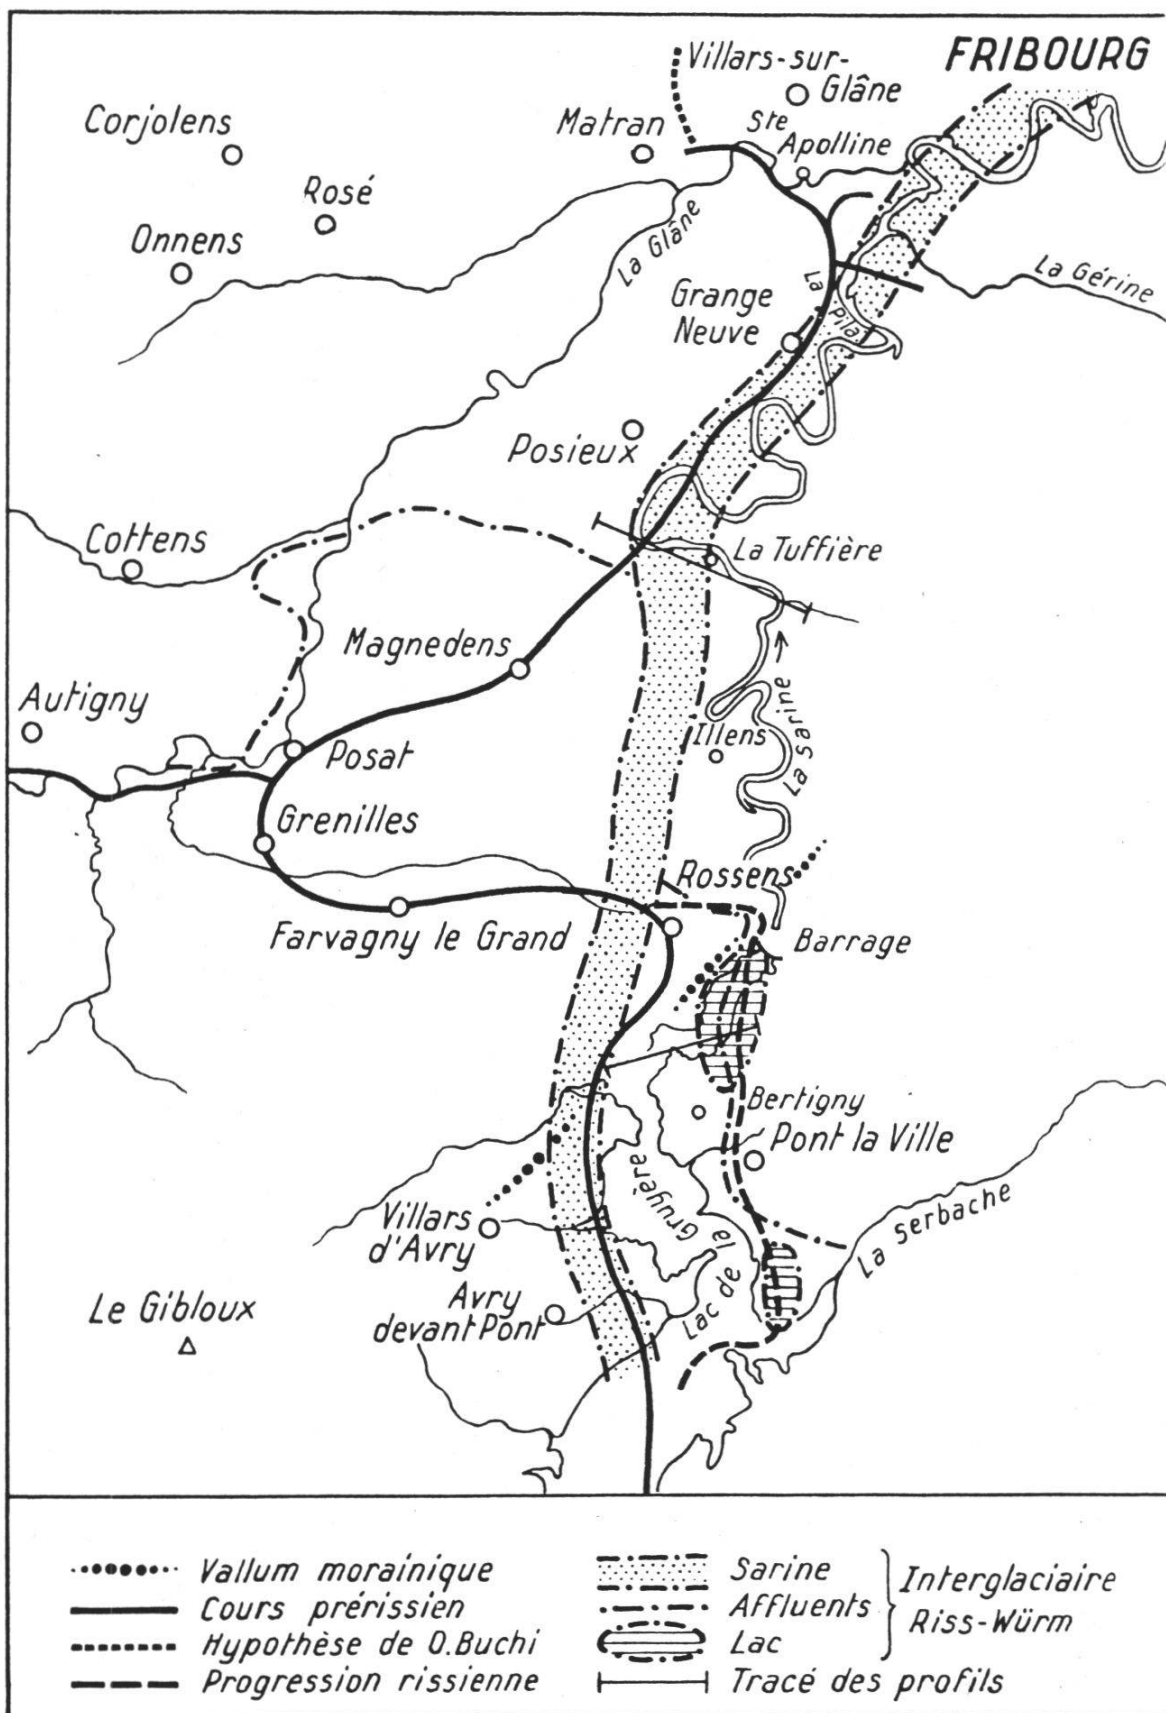 FRIBOURG
Villars-sur-
Glâne
Corjolens
Matran
Ste
Apolline
Rosé
Onnens
La Glâne
La Gérine
Grange
Neuve
La Pila
Posieux
Cottens
La Tuffière
Magnedens
Autigny
Posat
Illens
La Sarine
Grenilles
Rossens
Farvagny le Grand
Barrage
Bertigny
Pont la Ville
Villars
d'Avry
Lac de la Gruyère
La Serbache
Le Gibloux
Avry
devant Pont
Vallum morainique
Cours prérissien
Hypothèse de O.Buchi
Progression rissienne
Sarine
Affluents
Lac
Interglaciaire
Riss-Würm
Tracé des profils